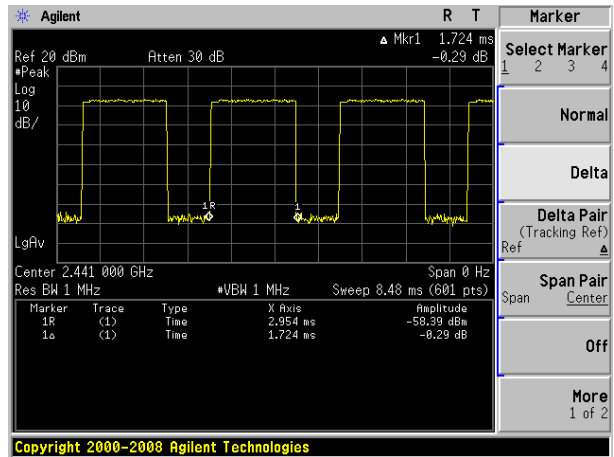 Agilent R T
Marker
▵ Mkr1 1.724 ms
Ref 20 dBm Atten 30 dB -0.29 dB
#Peak
Log
10
dB/
1R
1
LgAv
Center 2.441 000 GHz Span 0 Hz
Res BW 1 MHz #VBW 1 MHz Sweep 8.48 ms (601 pts)
Marker Trace Type X Axis Amplitude
1R (1) Time 2.954 ms -58.39 dBm
1▵ (1) Time 1.724 ms -0.29 dB
Select Marker
1 2 3 4
Normal
Delta
Delta Pair
(Tracking Ref)
Ref ▵
Span Pair
Span Center
Off
More
1 of 2
Copyright 2000-2008 Agilent Technologies